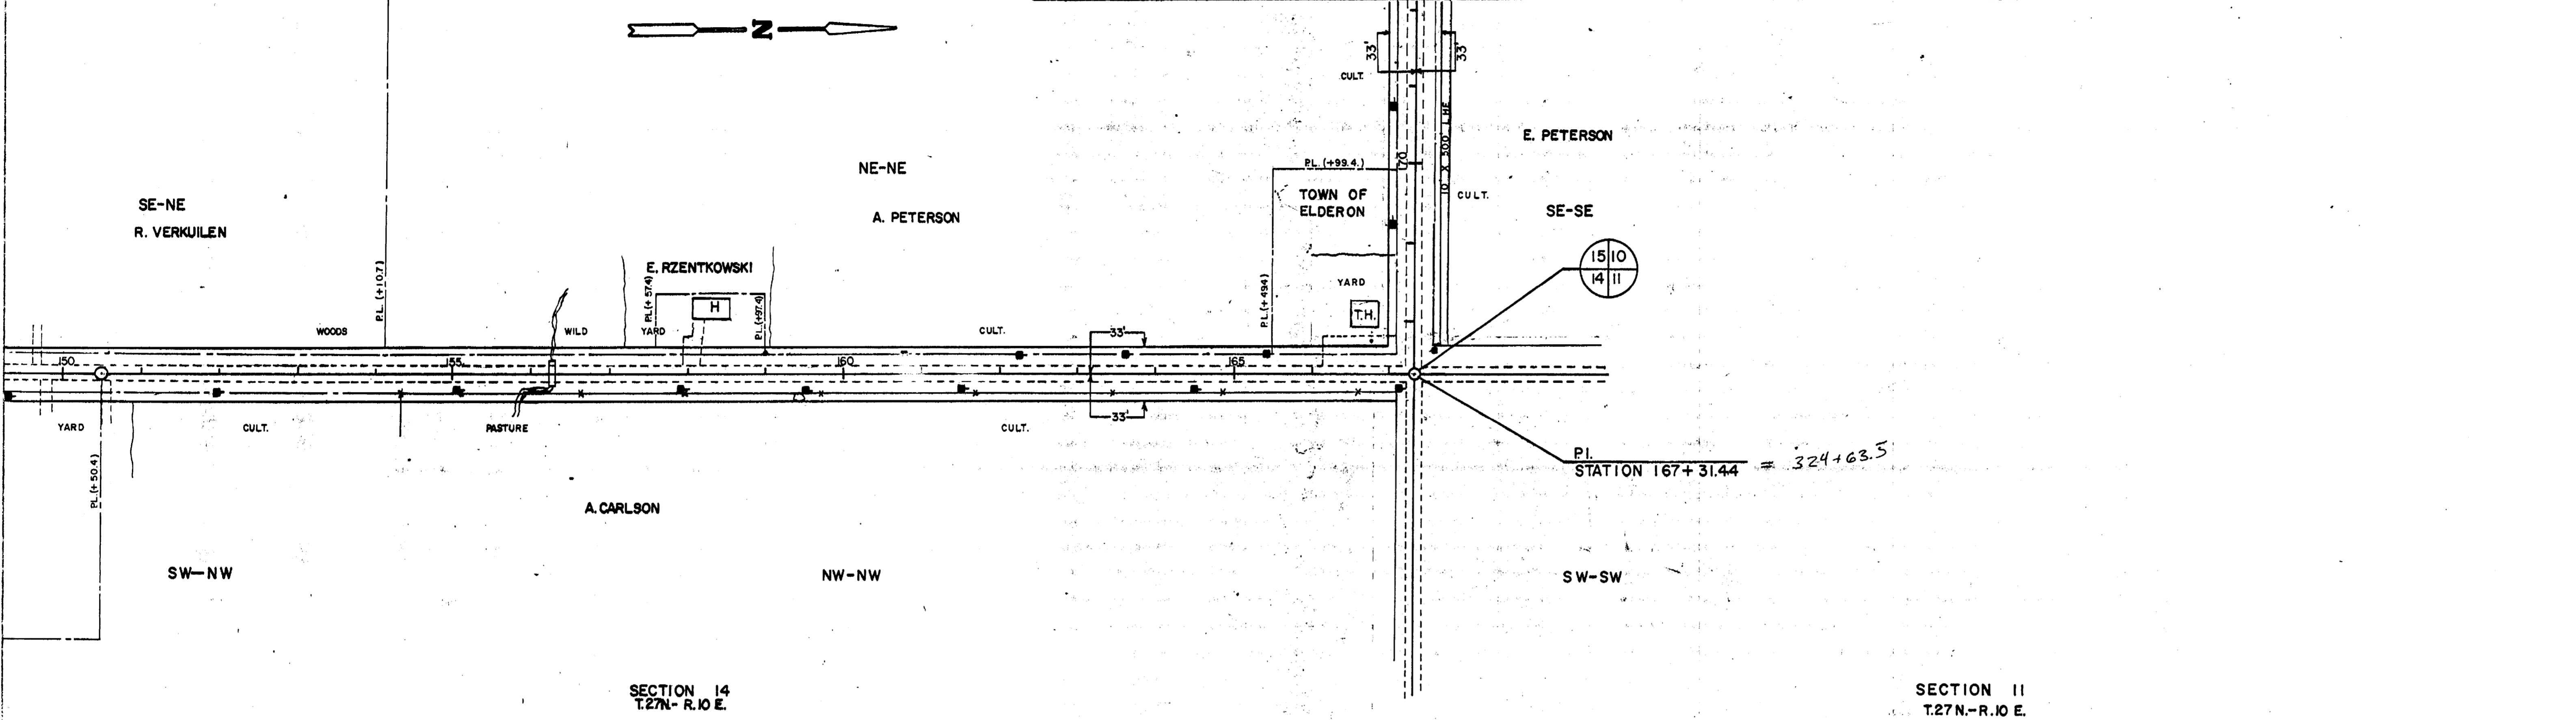 N
33'
33'
CULT.
10 X 500' LHE
E. PETERSON
NE-NE
P.L. (+99.4.)
170
SE-NE
TOWN OF
ELDERON
CULT.
A. PETERSON
SE-SE
R. VERKUILEN
15 10
14 11
E. RZENTKOWSKI
P.L. (+10.7)
P.L. (+57.4)
P.L. (+97.4)
P.L. (+49.4)
YARD
H
T.H.
WOODS
WILD
YARD
CULT.
33'
150
155
160
165
33'
YARD
CULT.
PASTURE
CULT.
P.L. (+50.4)
P.I.
STATION 167+31.44 = 324+63.5
A. CARLSON
SW-NW
NW-NW
SW-SW
SECTION 14
T.27N.-R.10 E.
SECTION 11
T.27 N.-R.10 E.